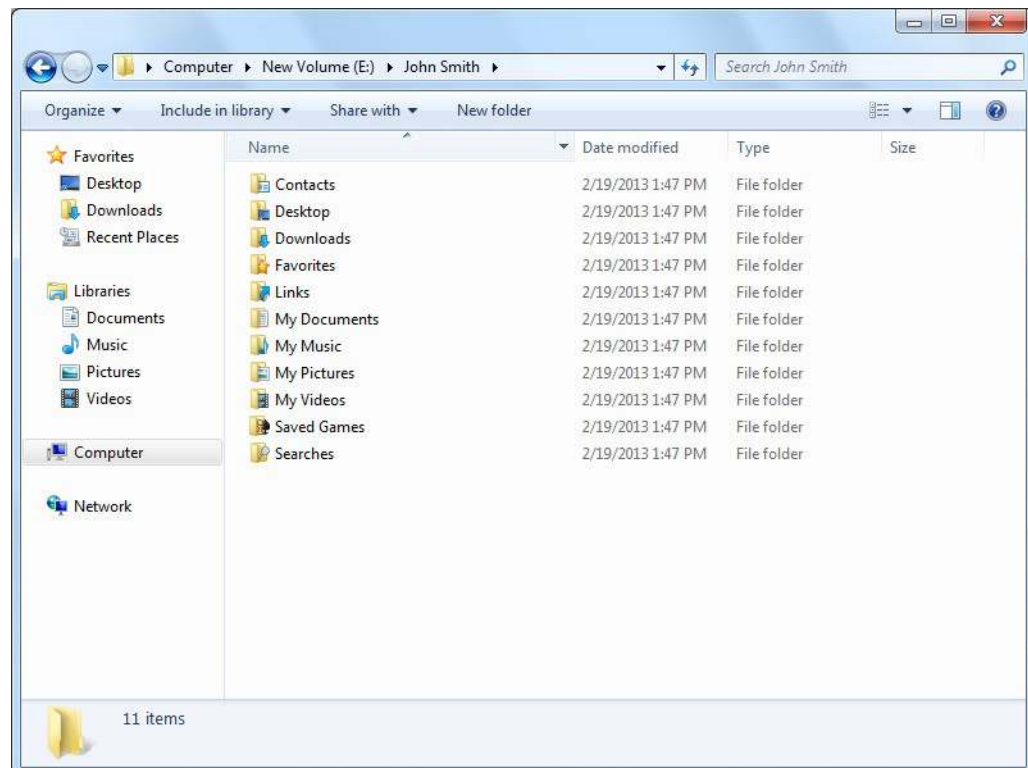 Computer New Volume (E:) John Smith Search John Smith
Organize Include in library Share with New folder
Favorites
Desktop
Downloads
Recent Places
Libraries
Documents
Music
Pictures
Videos
Computer
Network
Name Date modified Type Size
Contacts 2/19/2013 1:47 PM File folder
Desktop 2/19/2013 1:47 PM File folder
Downloads 2/19/2013 1:47 PM File folder
Favorites 2/19/2013 1:47 PM File folder
Links 2/19/2013 1:47 PM File folder
My Documents 2/19/2013 1:47 PM File folder
My Music 2/19/2013 1:47 PM File folder
My Pictures 2/19/2013 1:47 PM File folder
My Videos 2/19/2013 1:47 PM File folder
Saved Games 2/19/2013 1:47 PM File folder
Searches 2/19/2013 1:47 PM File folder
11 items